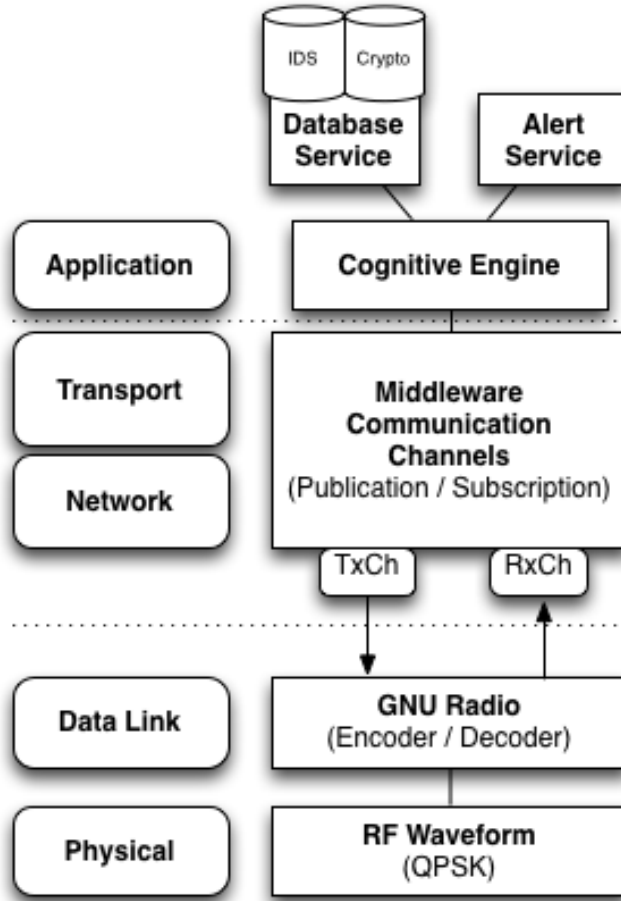 IDS
Crypto
Database
Service
Alert
Service
Application
Cognitive Engine
Transport
Middleware
Communication
Channels
(Publication / Subscription)
Network
TxCh
RxCh
Data Link
GNU Radio
(Encoder / Decoder)
Physical
RF Waveform
(QPSK)